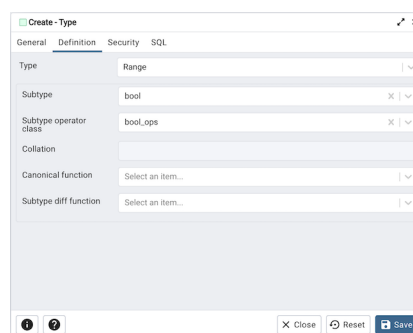 Create - Type
General Definition Security SQL
Type Range
Subtype bool
Subtype operator class bool_ops
Collation
Canonical function Select an item...
Subtype diff function Select an item...
Close Reset Save